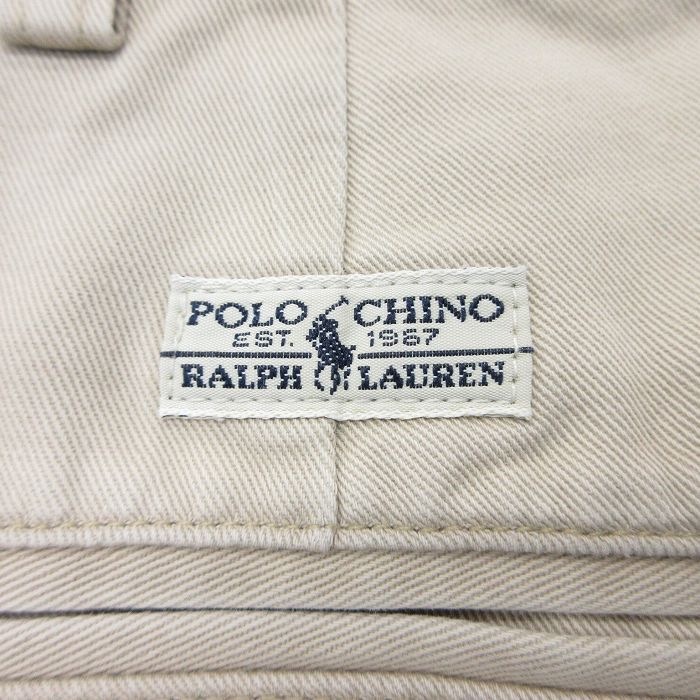 POLO CHINO
EST. 1967
RALPH LAUREN